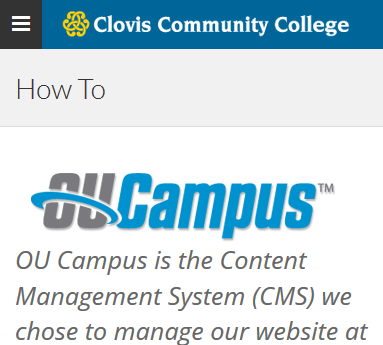 Clovis Community College
How To
OUCampus™
OU Campus is the Content
Management System (CMS) we
chose to manage our website at